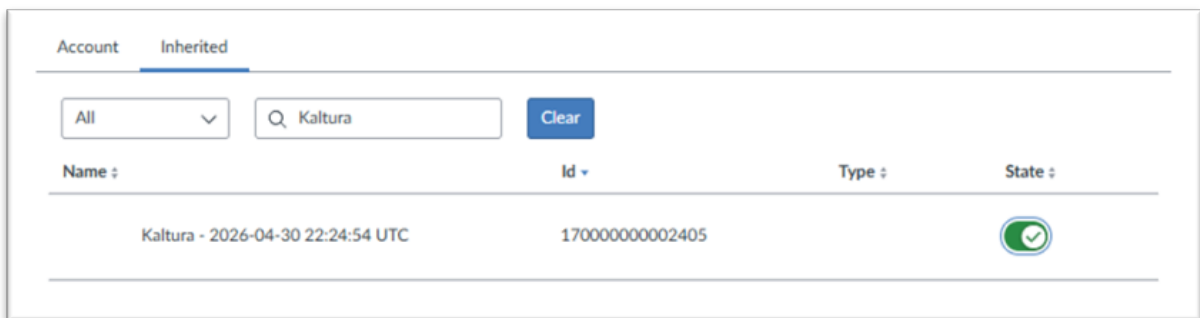 Account Inherited
All Kaltura Clear
Name Id Type State
Kaltura - 2026-04-30 22:24:54 UTC 170000000002405